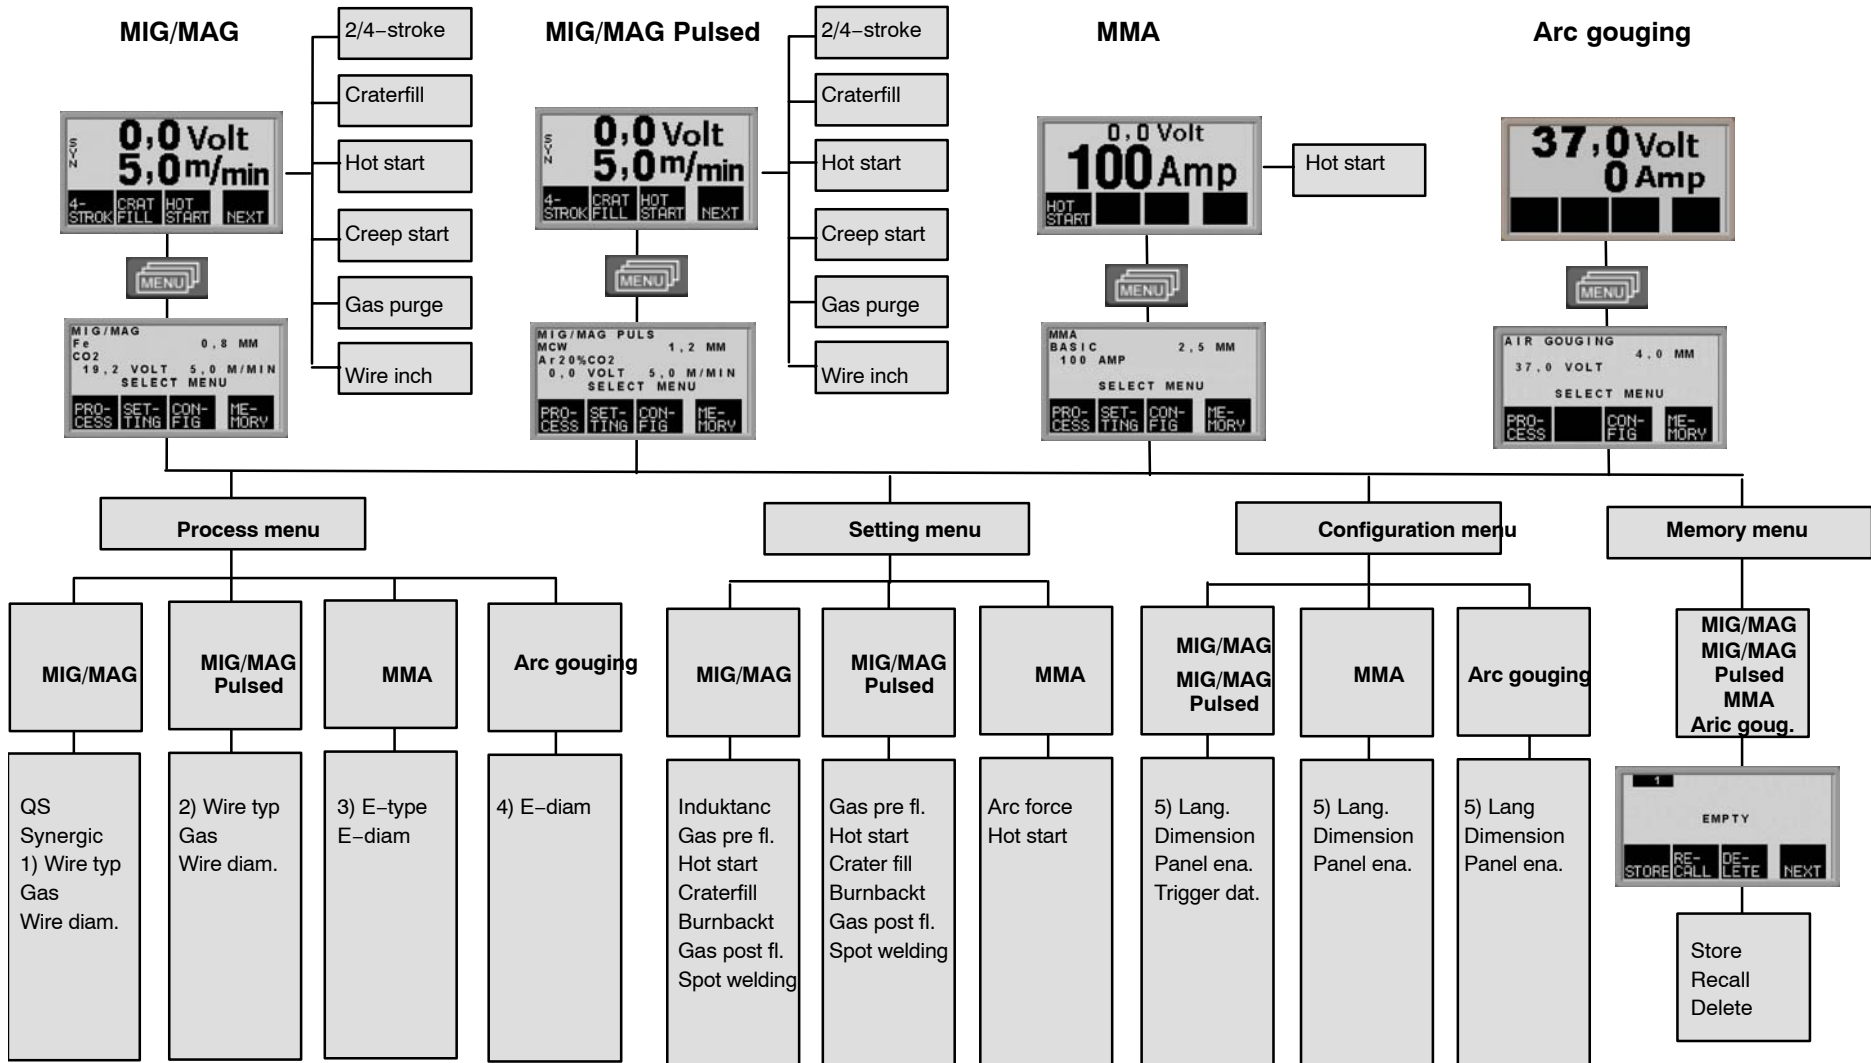 MIG/MAG
MIG/MAG Pulsed
MMA
Arc gouging
2/4−stroke
Craterfill
Hot start
Creep start
Gas purge
Wire inch
2/4−stroke
Craterfill
Hot start
Creep start
Gas purge
Wire inch
Hot start
SYN
0,0 Volt
5,0 m/min
4-STROK
CRAT FILL
HOT START
NEXT
SYN
0,0 Volt
5,0 m/min
4-STROK
CRAT FILL
HOT START
NEXT
0,0 Volt
100 Amp
HOT START
37,0 Volt
0 Amp
MENU
MENU
MENU
MENU
MIG/MAG
Fe 0,8 MM
CO2
19,2 VOLT 5,0 M/MIN
SELECT MENU
PRO-CESS
SET-TING
CON-FIG
ME-MORY
MIG/MAG PULS
MCW 1,2 MM
Ar20%CO2
0,0 VOLT 5,0 M/MIN
SELECT MENU
PRO-CESS
SET-TING
CON-FIG
ME-MORY
MMA
BASIC 2,5 MM
100 AMP
SELECT MENU
PRO-CESS
SET-TING
CON-FIG
ME-MORY
AIR GOUGING
4,0 MM
37,0 VOLT
SELECT MENU
PRO-CESS
CON-FIG
ME-MORY
Process menu
Setting menu
Configuration menu
Memory menu
MIG/MAG
MIG/MAG
Pulsed
MMA
Arc gouging
MIG/MAG
MIG/MAG
Pulsed
MMA
MIG/MAG
MIG/MAG
Pulsed
MMA
Arc gouging
MIG/MAG
MIG/MAG
Pulsed
MMA
Aric goug.
QS
Synergic
1) Wire typ
Gas
Wire diam.
2) Wire typ
Gas
Wire diam.
3) E−type
E−diam
4) E−diam
Induktanc
Gas pre fl.
Hot start
Craterfill
Burnbackt
Gas post fl.
Spot welding
Gas pre fl.
Hot start
Crater fill
Burnbackt
Gas post fl.
Spot welding
Arc force
Hot start
5) Lang.
Dimension
Panel ena.
Trigger dat.
5) Lang.
Dimension
Panel ena.
5) Lang
Dimension
Panel ena.
1
EMPTY
STORE
RE-CALL
DE-LETE
NEXT
Store
Recall
Delete